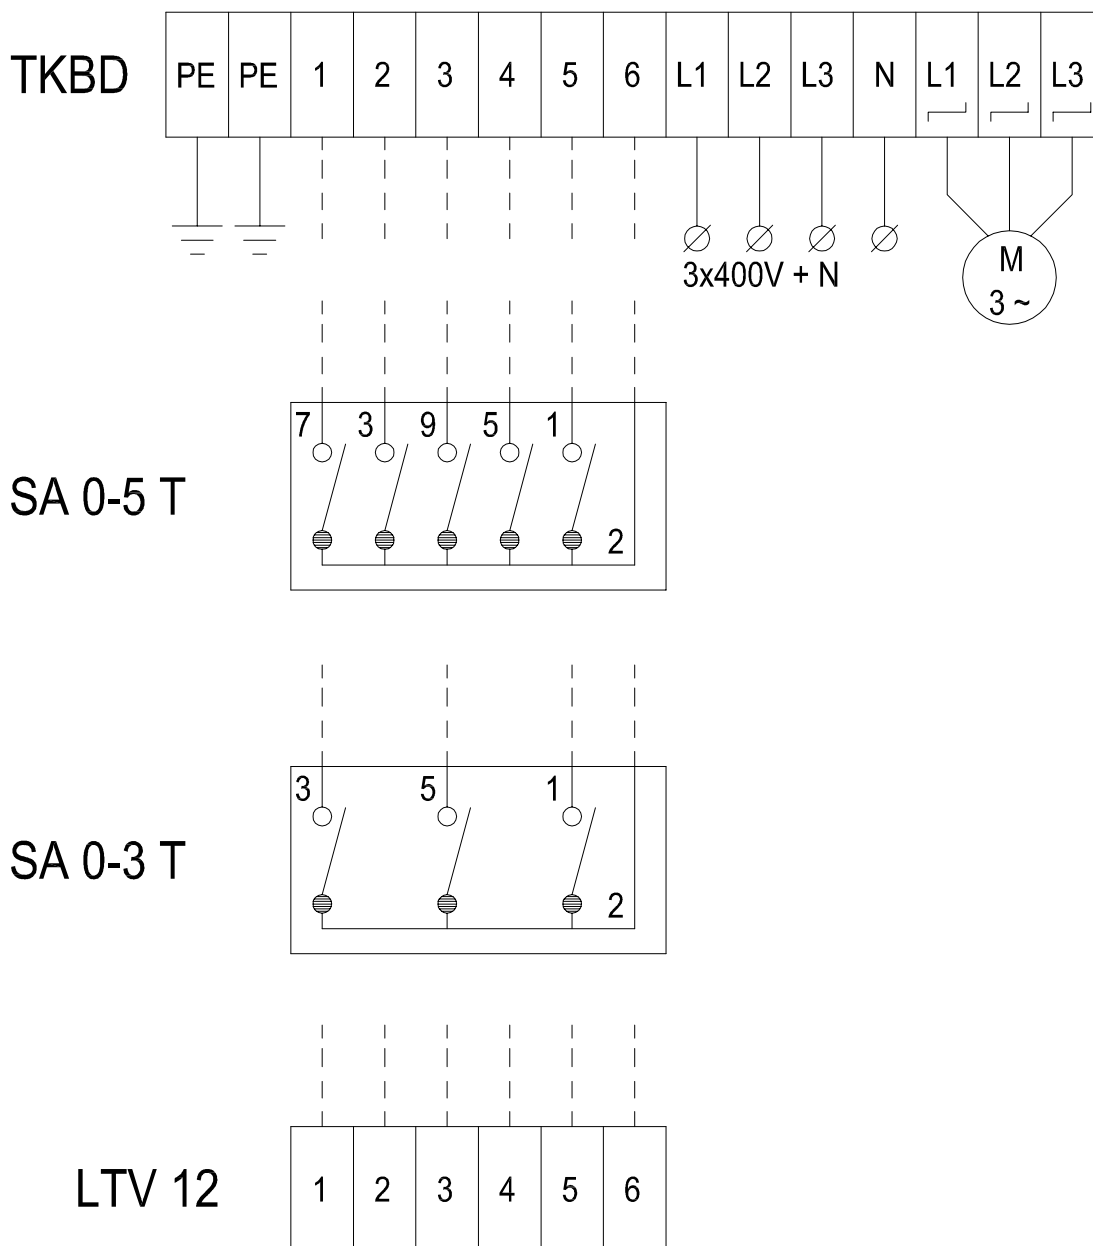 TKBD PE PE 1 2 3 4 5 6 L1 L2 L3 N L1 L2 L3
3x400V + N
M
3 ~
7 3 9 5 1
SA 0-5 T
2
3 5 1
SA 0-3 T
2
LTV 12 1 2 3 4 5 6